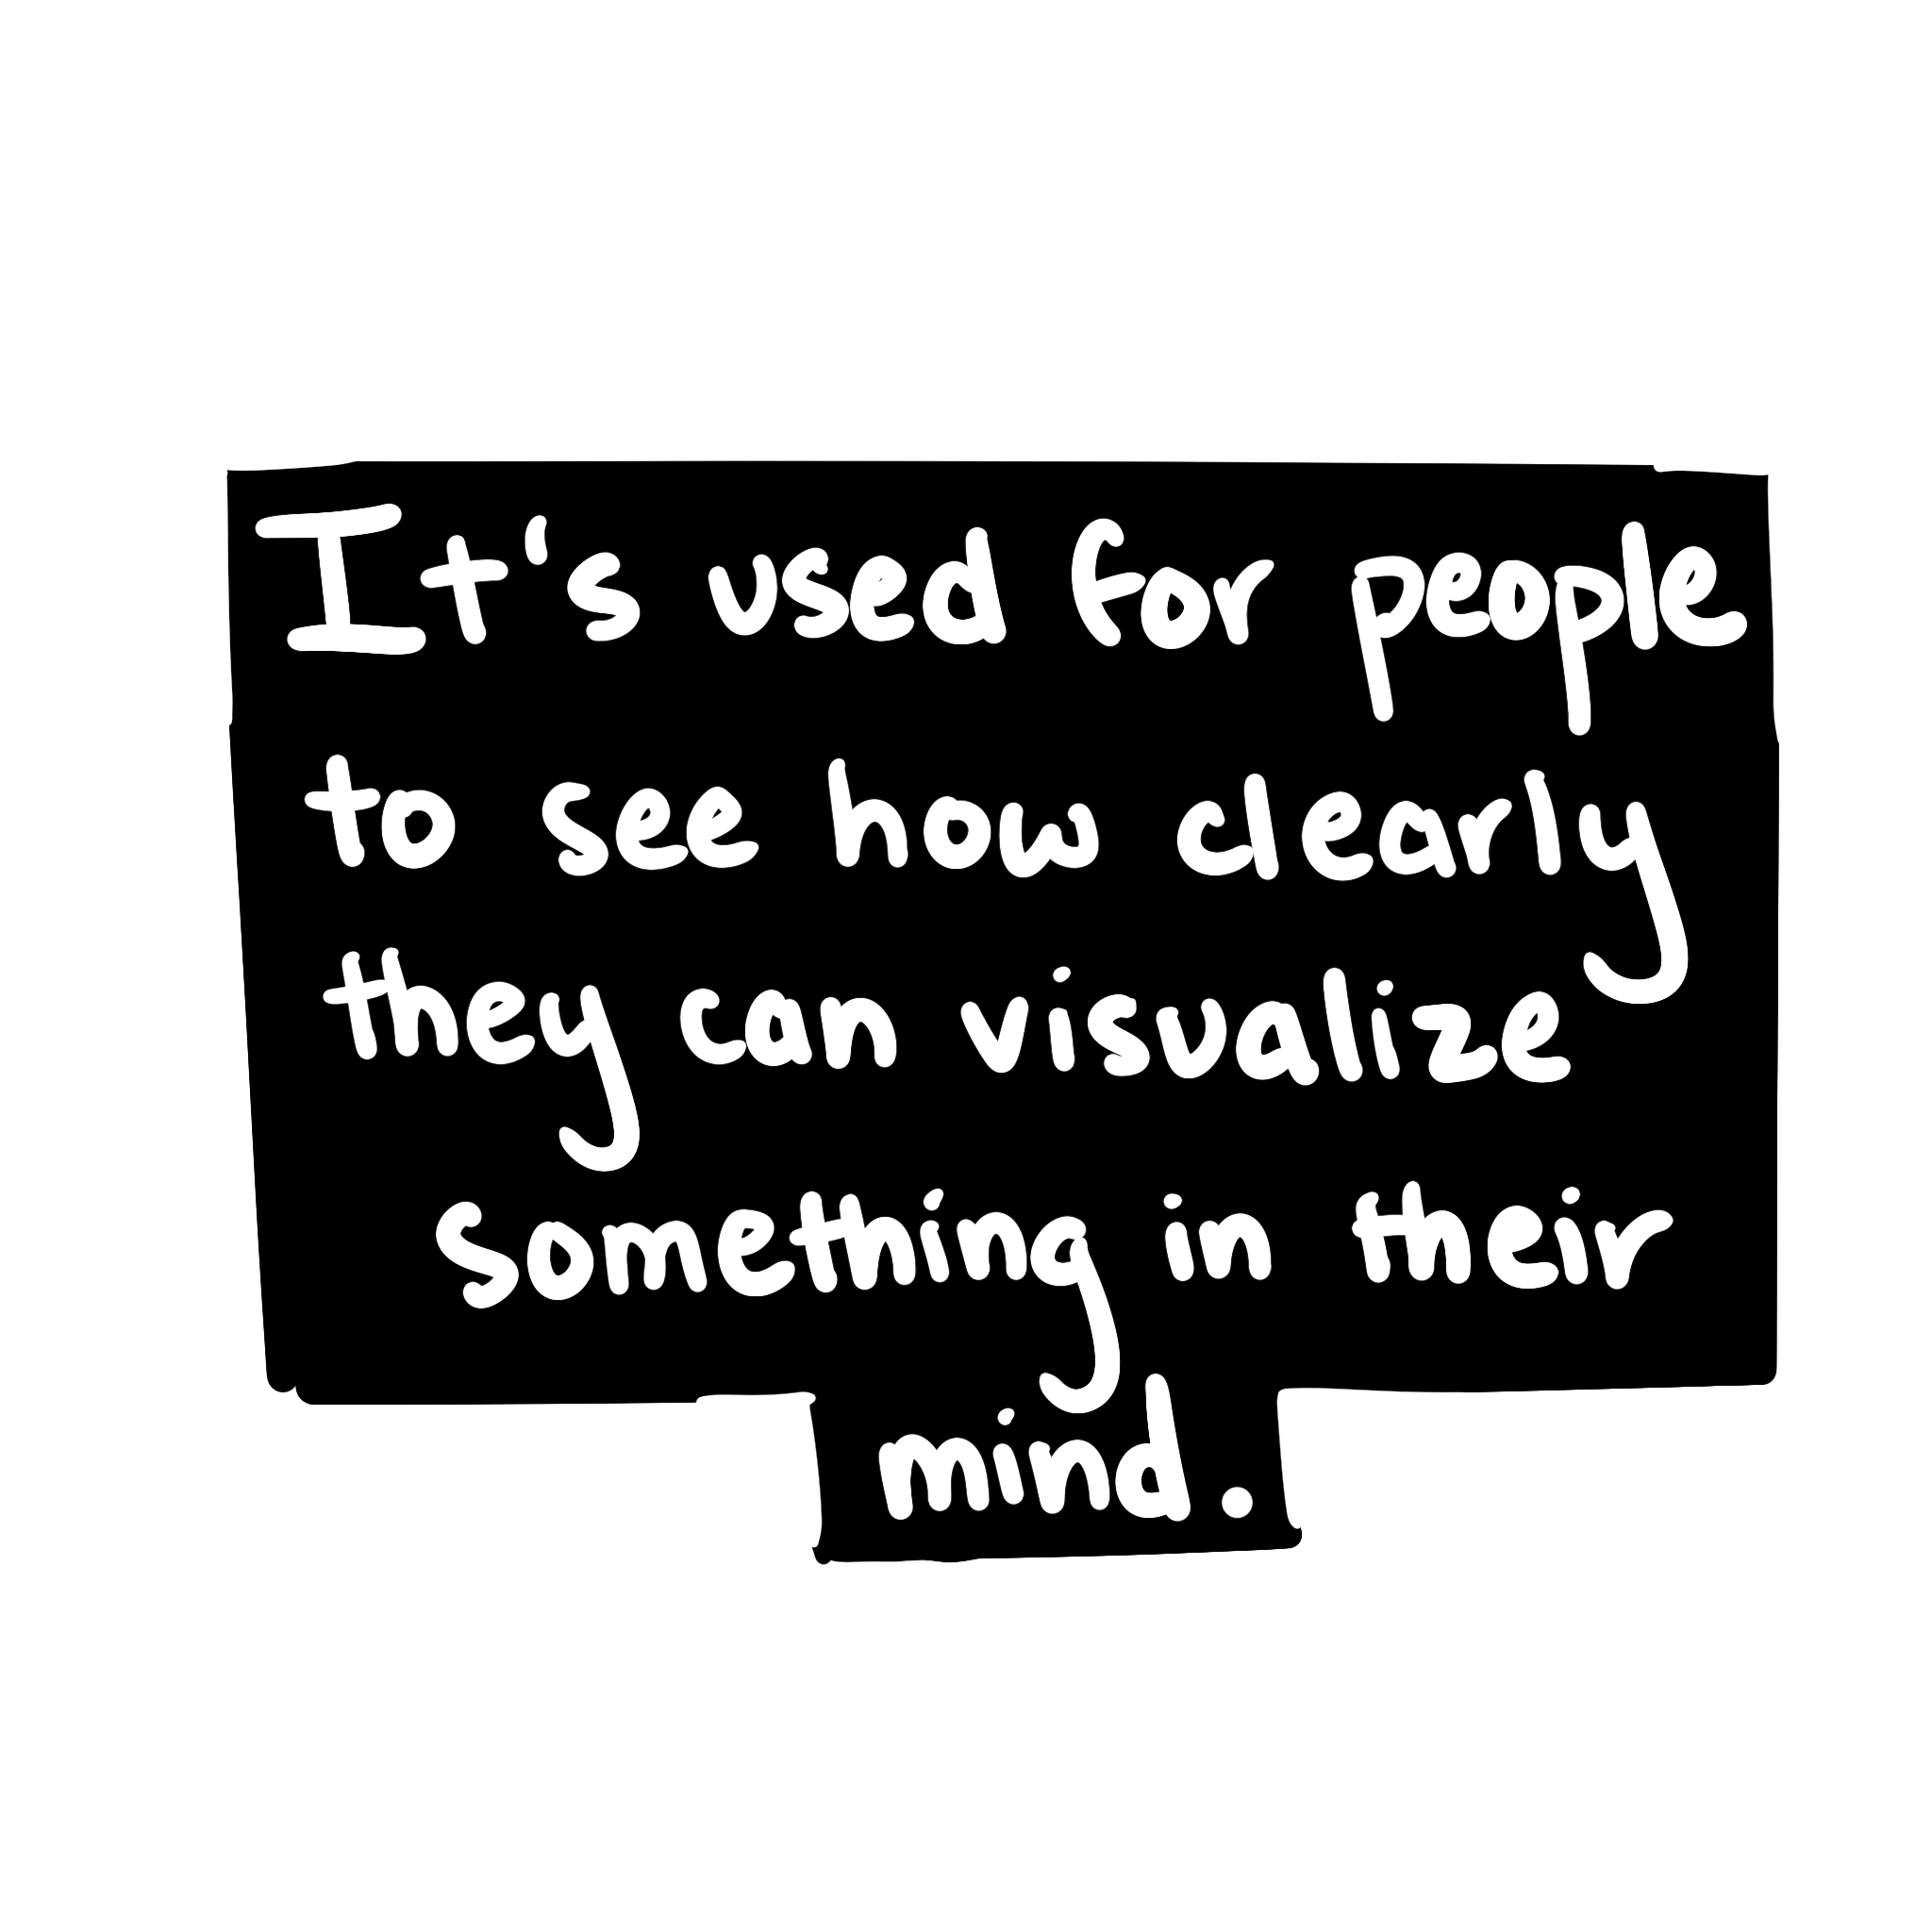 It's used for people
to see how clearly
they can visualize
something in their
mind.